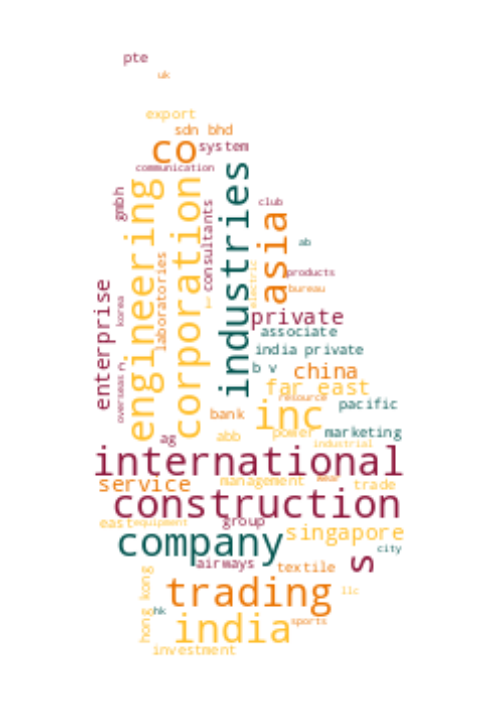 pte
uk
export
sdn bhd
co
system
communication
engineering
corporation
industries
gmbh
consultants
club
asia
ab
laboratories
electric
products
bureau
enterprise
korea
private
associate
india private
b v
china
far east
overseas
resource
pacific
bank
inc
abb
power
marketing
ag
industrial
international
service
management
wear
trade
construction
east
equipment
group
singapore
company
city
airways
textile
s
hong kong
hk
trading
llc
india
sports
investment